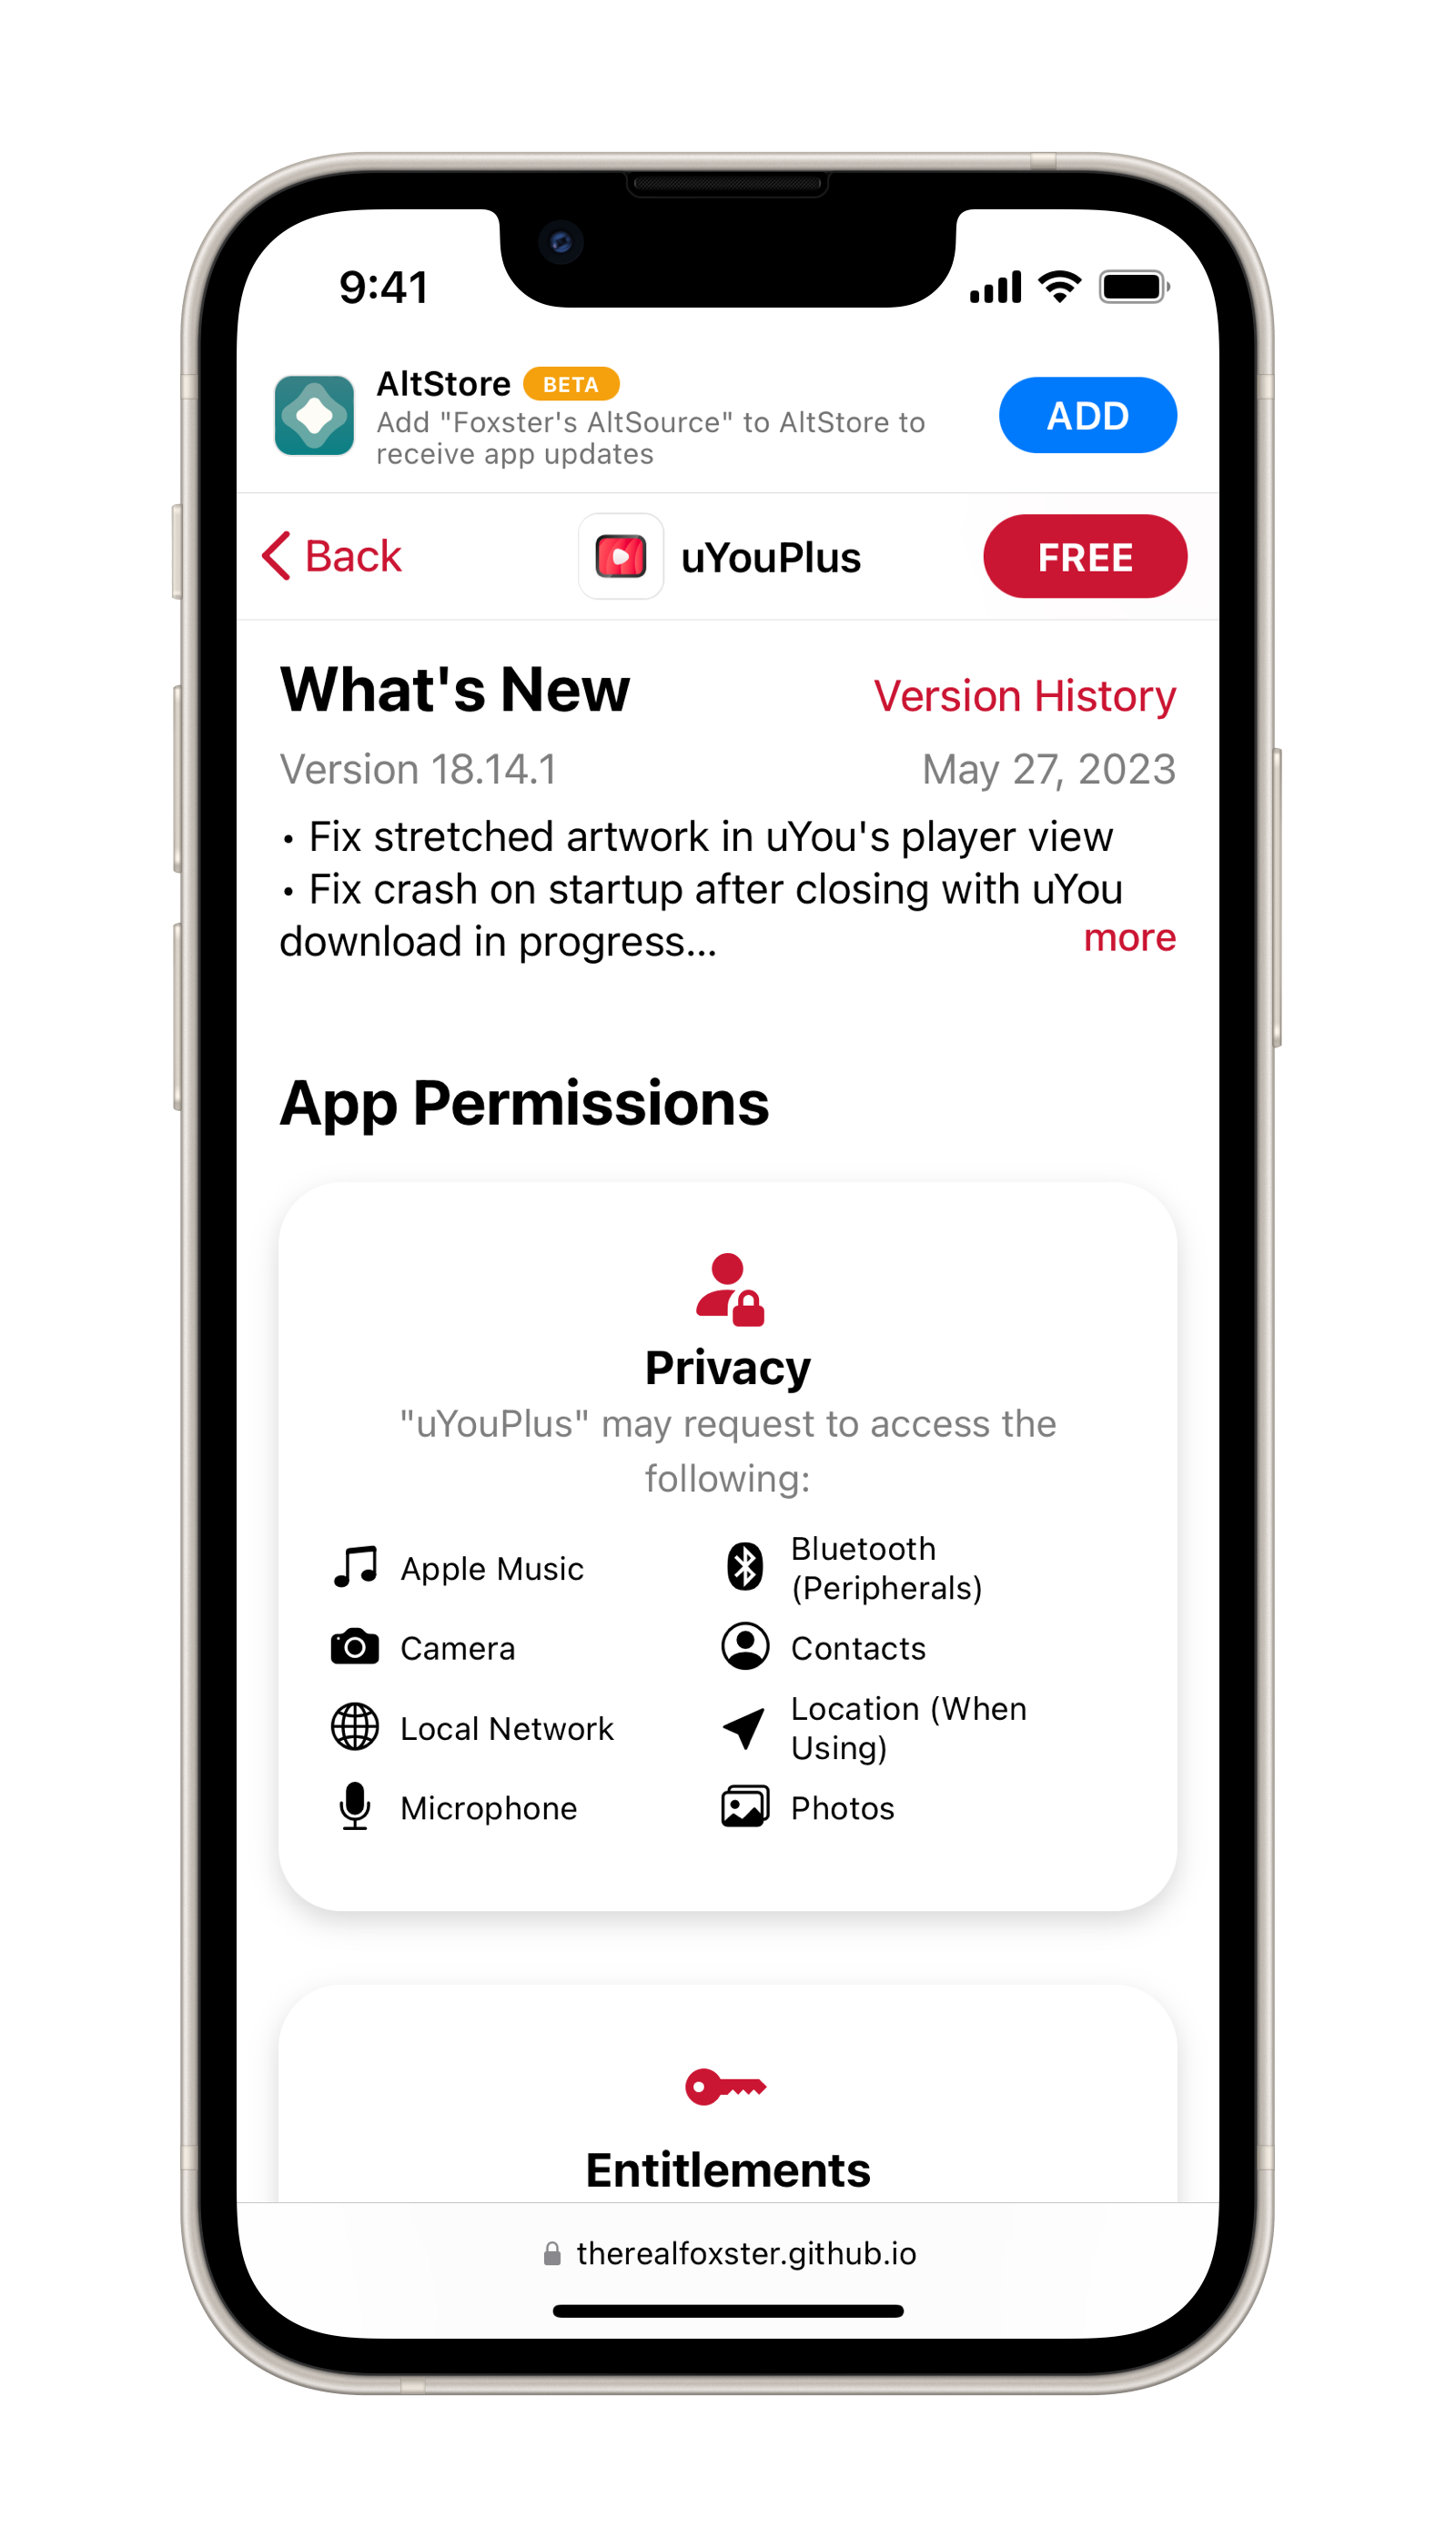 9:41
AltStore BETA
Add "Foxster's AltSource" to AltStore to
receive app updates
ADD
Back
uYouPlus
FREE
What's New
Version History
Version 18.14.1
May 27, 2023
• Fix stretched artwork in uYou's player view
• Fix crash on startup after closing with uYou
download in progress...
more
App Permissions
Privacy
"uYouPlus" may request to access the
following:
Apple Music
Bluetooth
(Peripherals)
Camera
Contacts
Local Network
Location (When
Using)
Microphone
Photos
Entitlements
therealfoxster.github.io